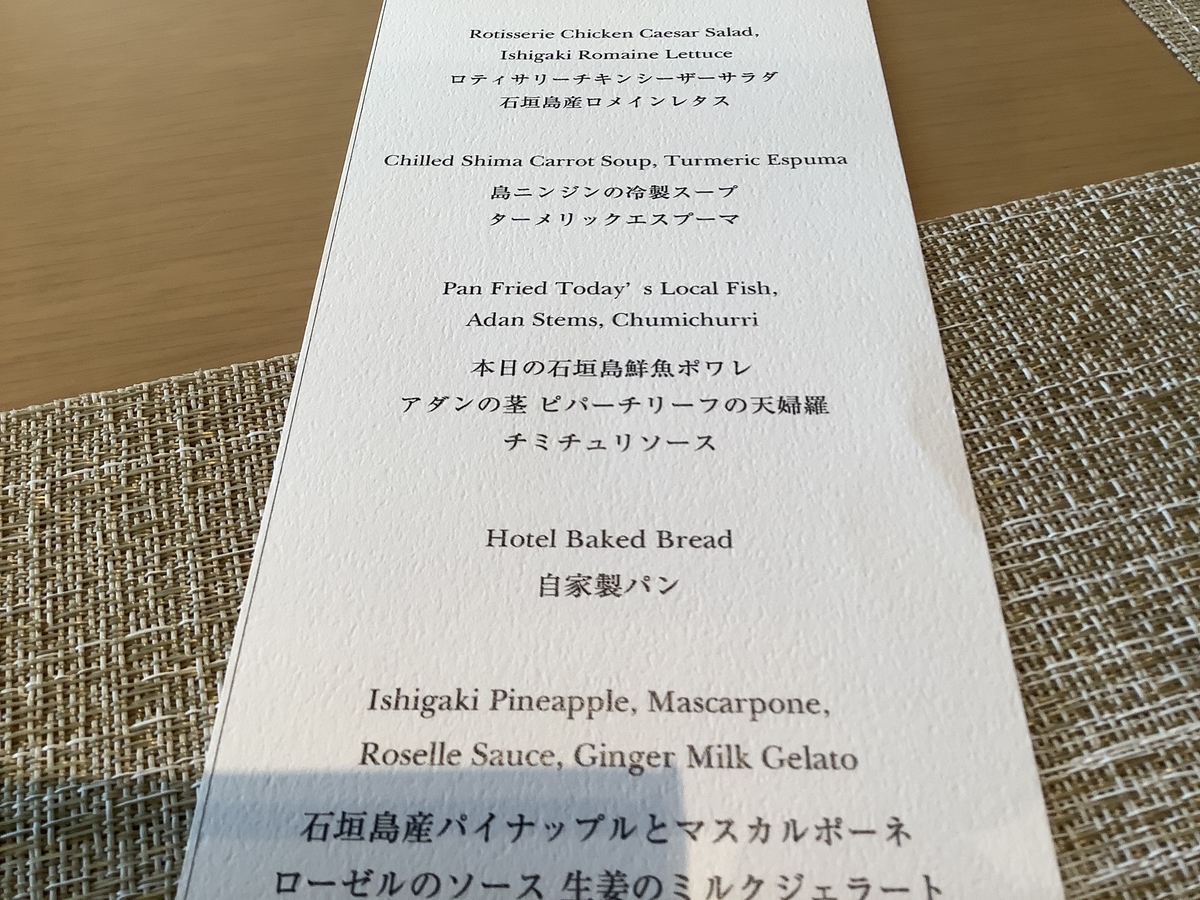 Rotisserie Chicken Caesar Salad,
Ishigaki Romaine Lettuce
ロティサリーチキンシーザーサラダ
石垣島産ロメインレタス
Chilled Shima Carrot Soup, Turmeric Espuma
島ニンジンの冷製スープ
ターメリックエスプーマ
Pan Fried Today’ s Local Fish,
Adan Stems, Chumichurri
本日の石垣島鮮魚ポワレ
アダンの茎 ピパーチリーフの天婦羅
チミチュリソース
Hotel Baked Bread
自家製パン
Ishigaki Pineapple, Mascarpone,
Roselle Sauce, Ginger Milk Gelato
石垣島産パイナップルとマスカルポーネ
ローゼルのソース 生姜のミルクジェラート